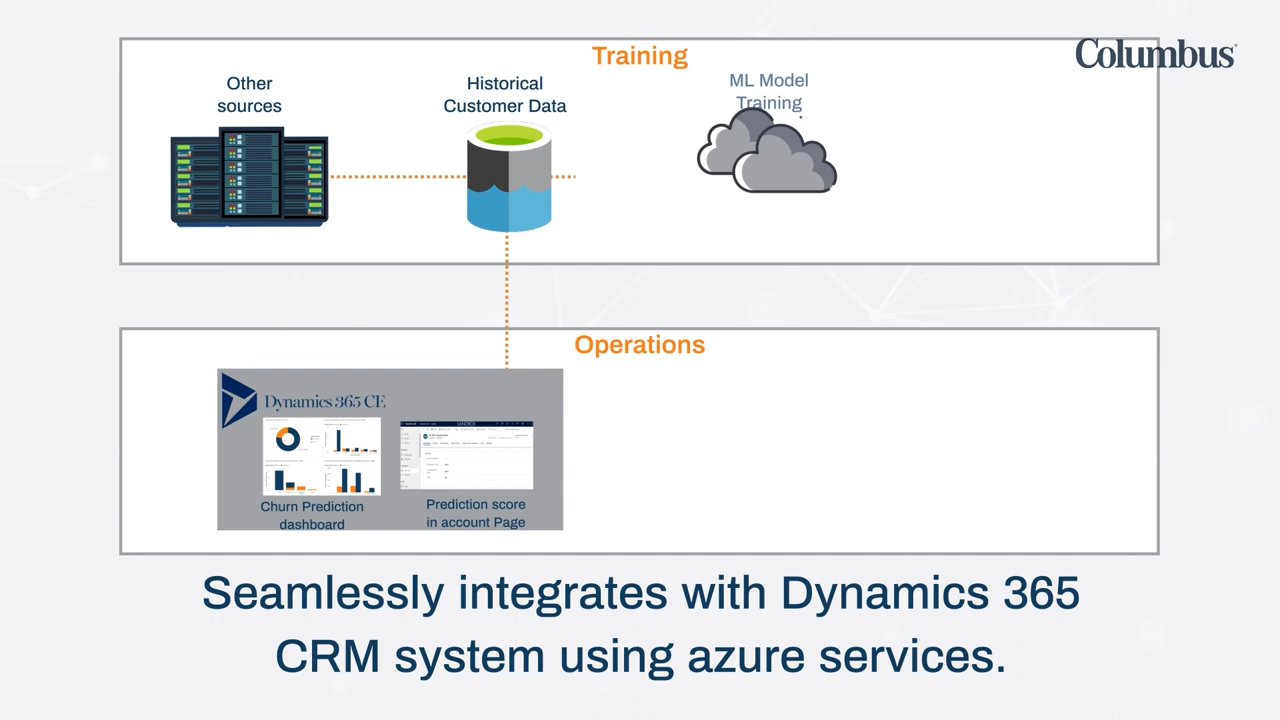 Training
Columbus
Other
sources
Historical
Customer Data
ML Model
Training
Operations
Dynamics 365 CE
SANDBOX
Churn Prediction
dashboard
Prediction score
in account Page
Seamlessly integrates with Dynamics 365
CRM system using azure services.